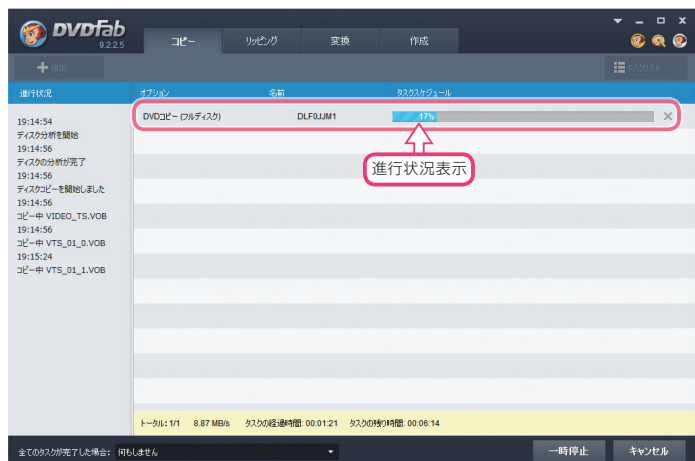 DVDFab
9.2.2.5
コピー
リッピング
変換
作成
追加
タスクリスト
進行状況
オプション
名前
タスクスケジュール
19:14:54
ディスク分析を開始
19:14:56
ディスクの分析が完了
19:14:56
ディスクコピーを開始しました
19:14:56
コピー中 VIDEO_TS.VOB
19:14:56
コピー中 VTS_01_0.VOB
19:15:24
コピー中 VTS_01_1.VOB
DVDコピー (フルディスク)
DLF0JJM1
17%
進行状況表示
トータル: 1/1 8.87 MB/s タスクの経過時間: 00:01:21 タスクの残り時間: 00:06:14
全てのタスクが完了した場合: 何もしません
一時停止
キャンセル